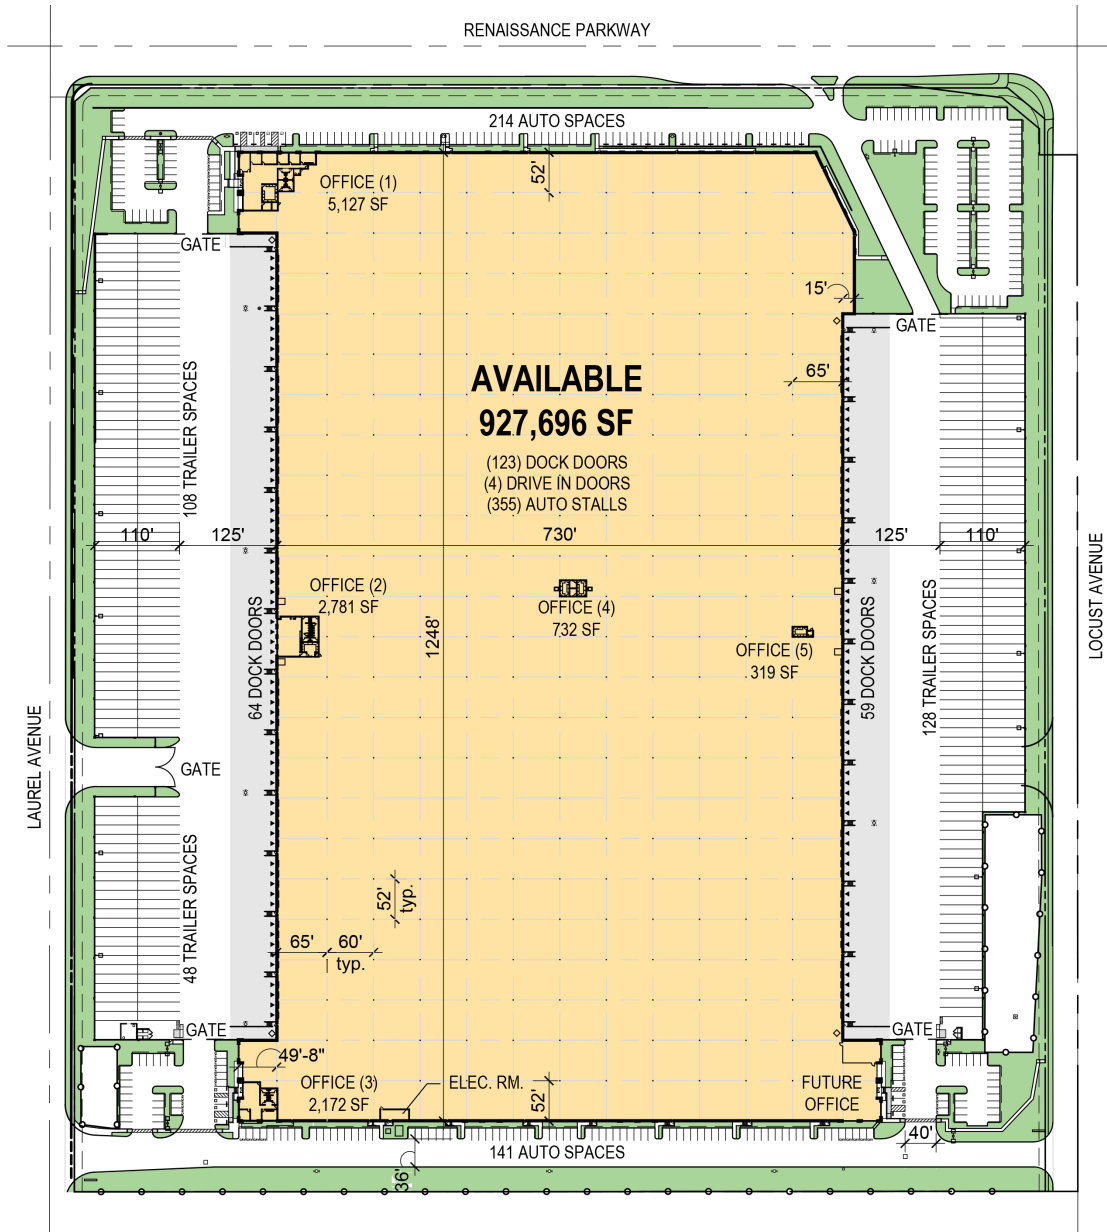 RENAISSANCE PARKWAY
214 AUTO SPACES
52'
OFFICE (1)
5,127 SF
GATE
15'
GATE
AVAILABLE
927,696 SF
(123) DOCK DOORS
(4) DRIVE IN DOORS
(355) AUTO STALLS
65'
108 TRAILER SPACES
110'
125'
730'
125'
110'
LOCUST AVENUE
OFFICE (2)
2,781 SF
OFFICE (4)
732 SF
1248'
OFFICE (5)
319 SF
64 DOCK DOORS
59 DOCK DOORS
128 TRAILER SPACES
LAUREL AVENUE
GATE
48 TRAILER SPACES
52'
typ.
65'
60'
typ.
GATE
GATE
49'-8"
OFFICE (3)
2,172 SF
ELEC. RM.
52'
FUTURE
OFFICE
40'
141 AUTO SPACES
36'